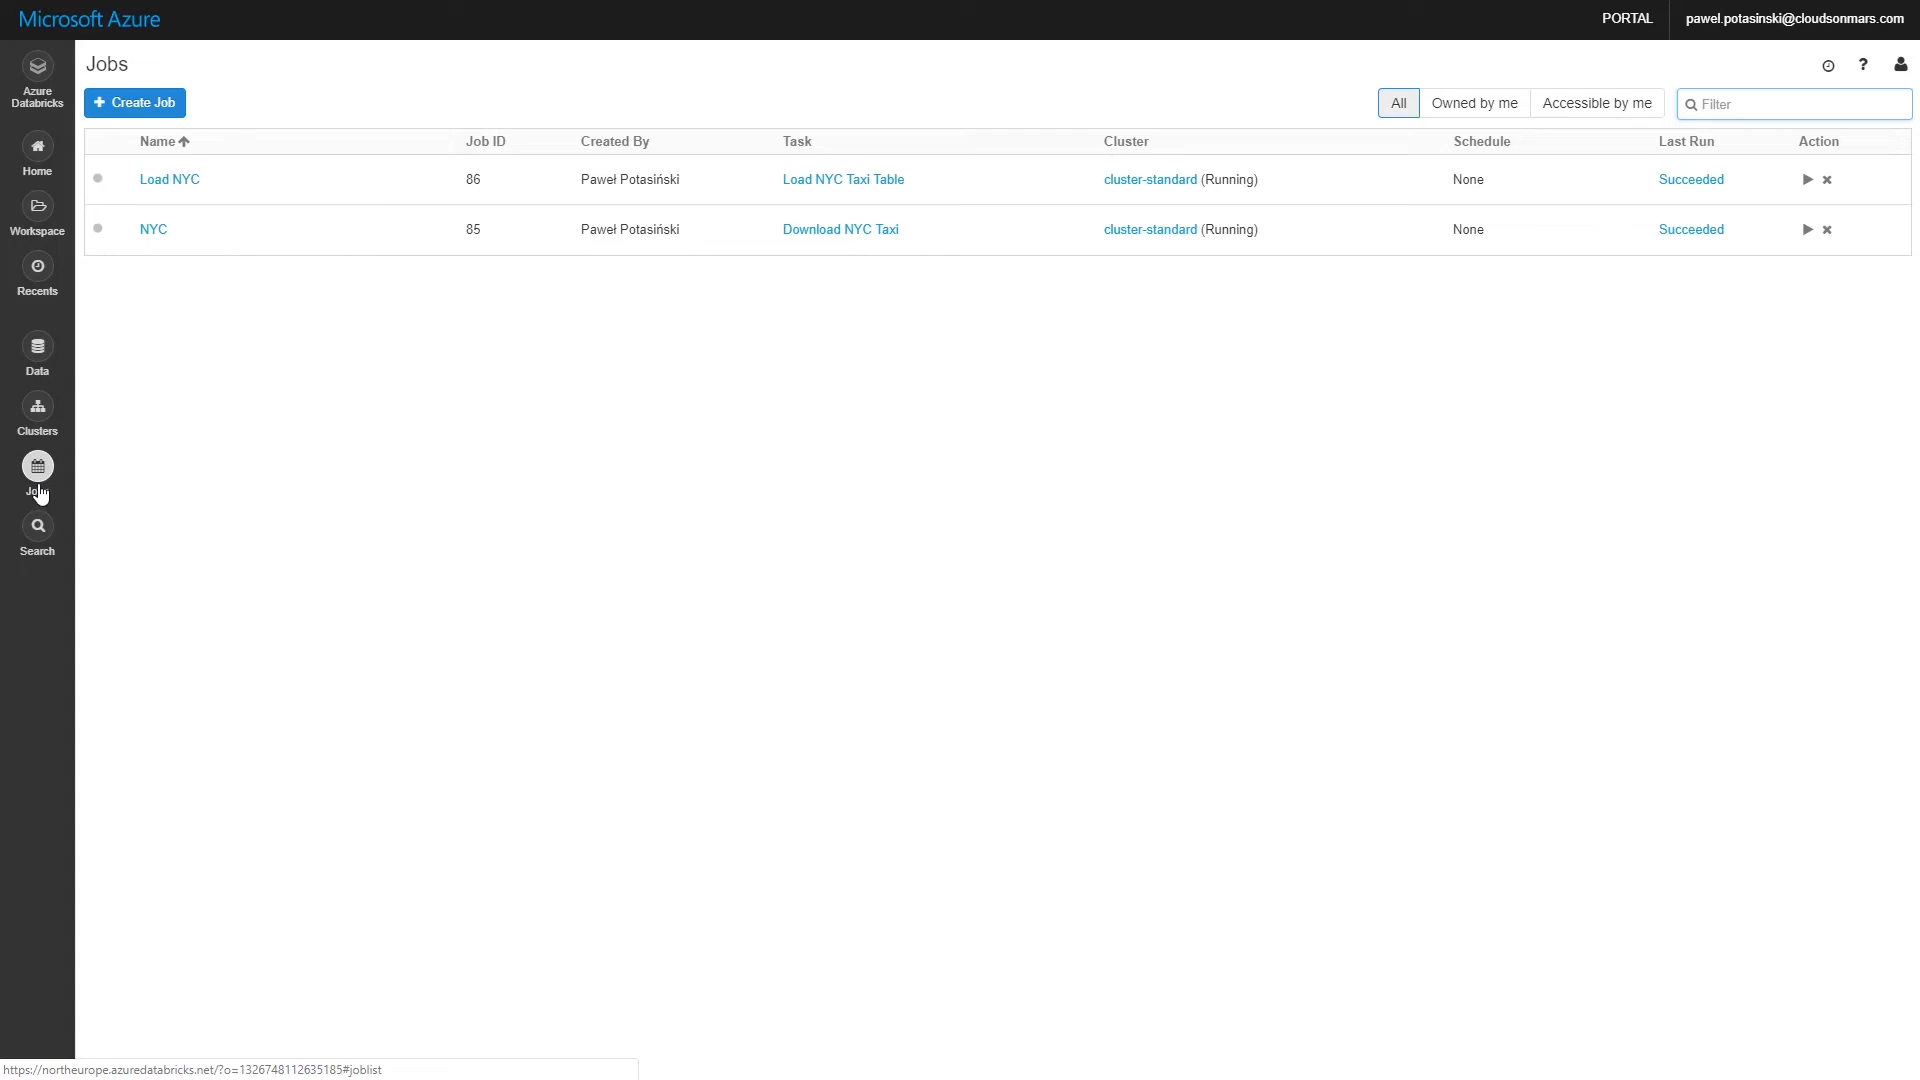 Microsoft Azure
PORTAL
pawel.potasinski@cloudsonmars.com
Azure
Databricks
Home
Workspace
Recents
Data
Clusters
Search
Jobs
? 
+ Create Job
All
Owned by me
Accessible by me
Filter
Name Job ID Created By Task Cluster Schedule Last Run Action
Load NYC 86 Paweł Potasiński Load NYC Taxi Table cluster-standard (Running) None Succeeded
NYC 85 Paweł Potasiński Download NYC Taxi cluster-standard (Running) None Succeeded
https://northeurope.azuredatabricks.net/?o=1326748112635185#joblist